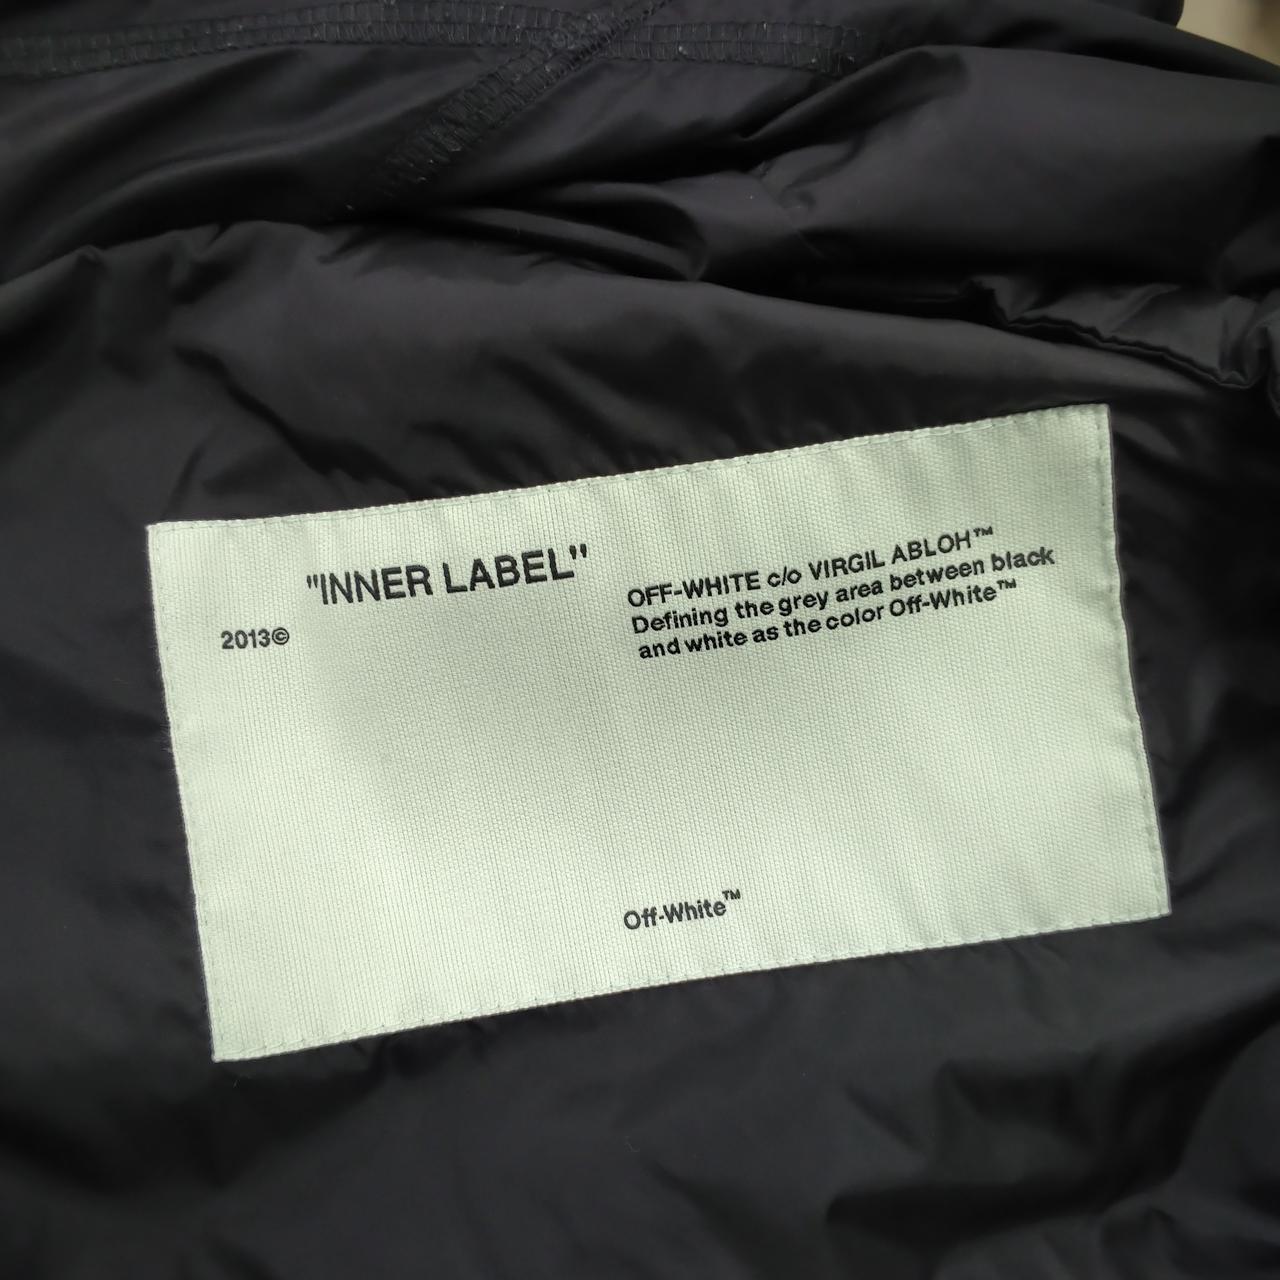 "INNER LABEL"
2013©
OFF-WHITE c/o VIRGIL ABLOH™
Defining the grey area between black
and white as the color Off-White™
Off-White™